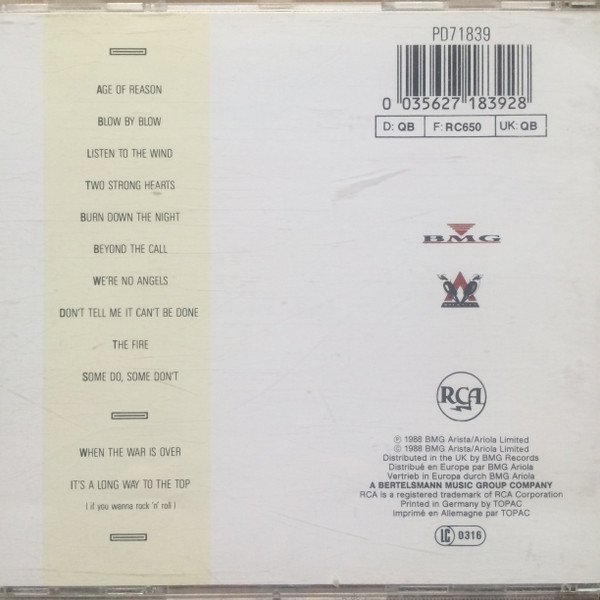 AGE OF REASON
BLOW BY BLOW
LISTEN TO THE WIND
TWO STRONG HEARTS
BURN DOWN THE NIGHT
BEYOND THE CALL
WE'RE NO ANGELS
DON'T TELL ME IT CAN'T BE DONE
THE FIRE
SOME DO, SOME DON'T
WHEN THE WAR IS OVER
IT'S A LONG WAY TO THE TOP
( if you wanna rock 'n' roll )
PD71839
0 035627 183928
D: QB F: RC650 UK: QB
BMG
RCA
℗ 1988 BMG Arista/Ariola Limited
© 1988 BMG Arista/Ariola Limited
Distributed in the UK by BMG Records
Distribué en Europe par BMG Ariola
Vertrieb in Europa durch BMG Ariola
A BERTELSMANN MUSIC GROUP COMPANY
RCA is a registered trademark of RCA Corporation
Printed in Germany by TOPAC
Imprimé en Allemagne par TOPAC
LC 0316